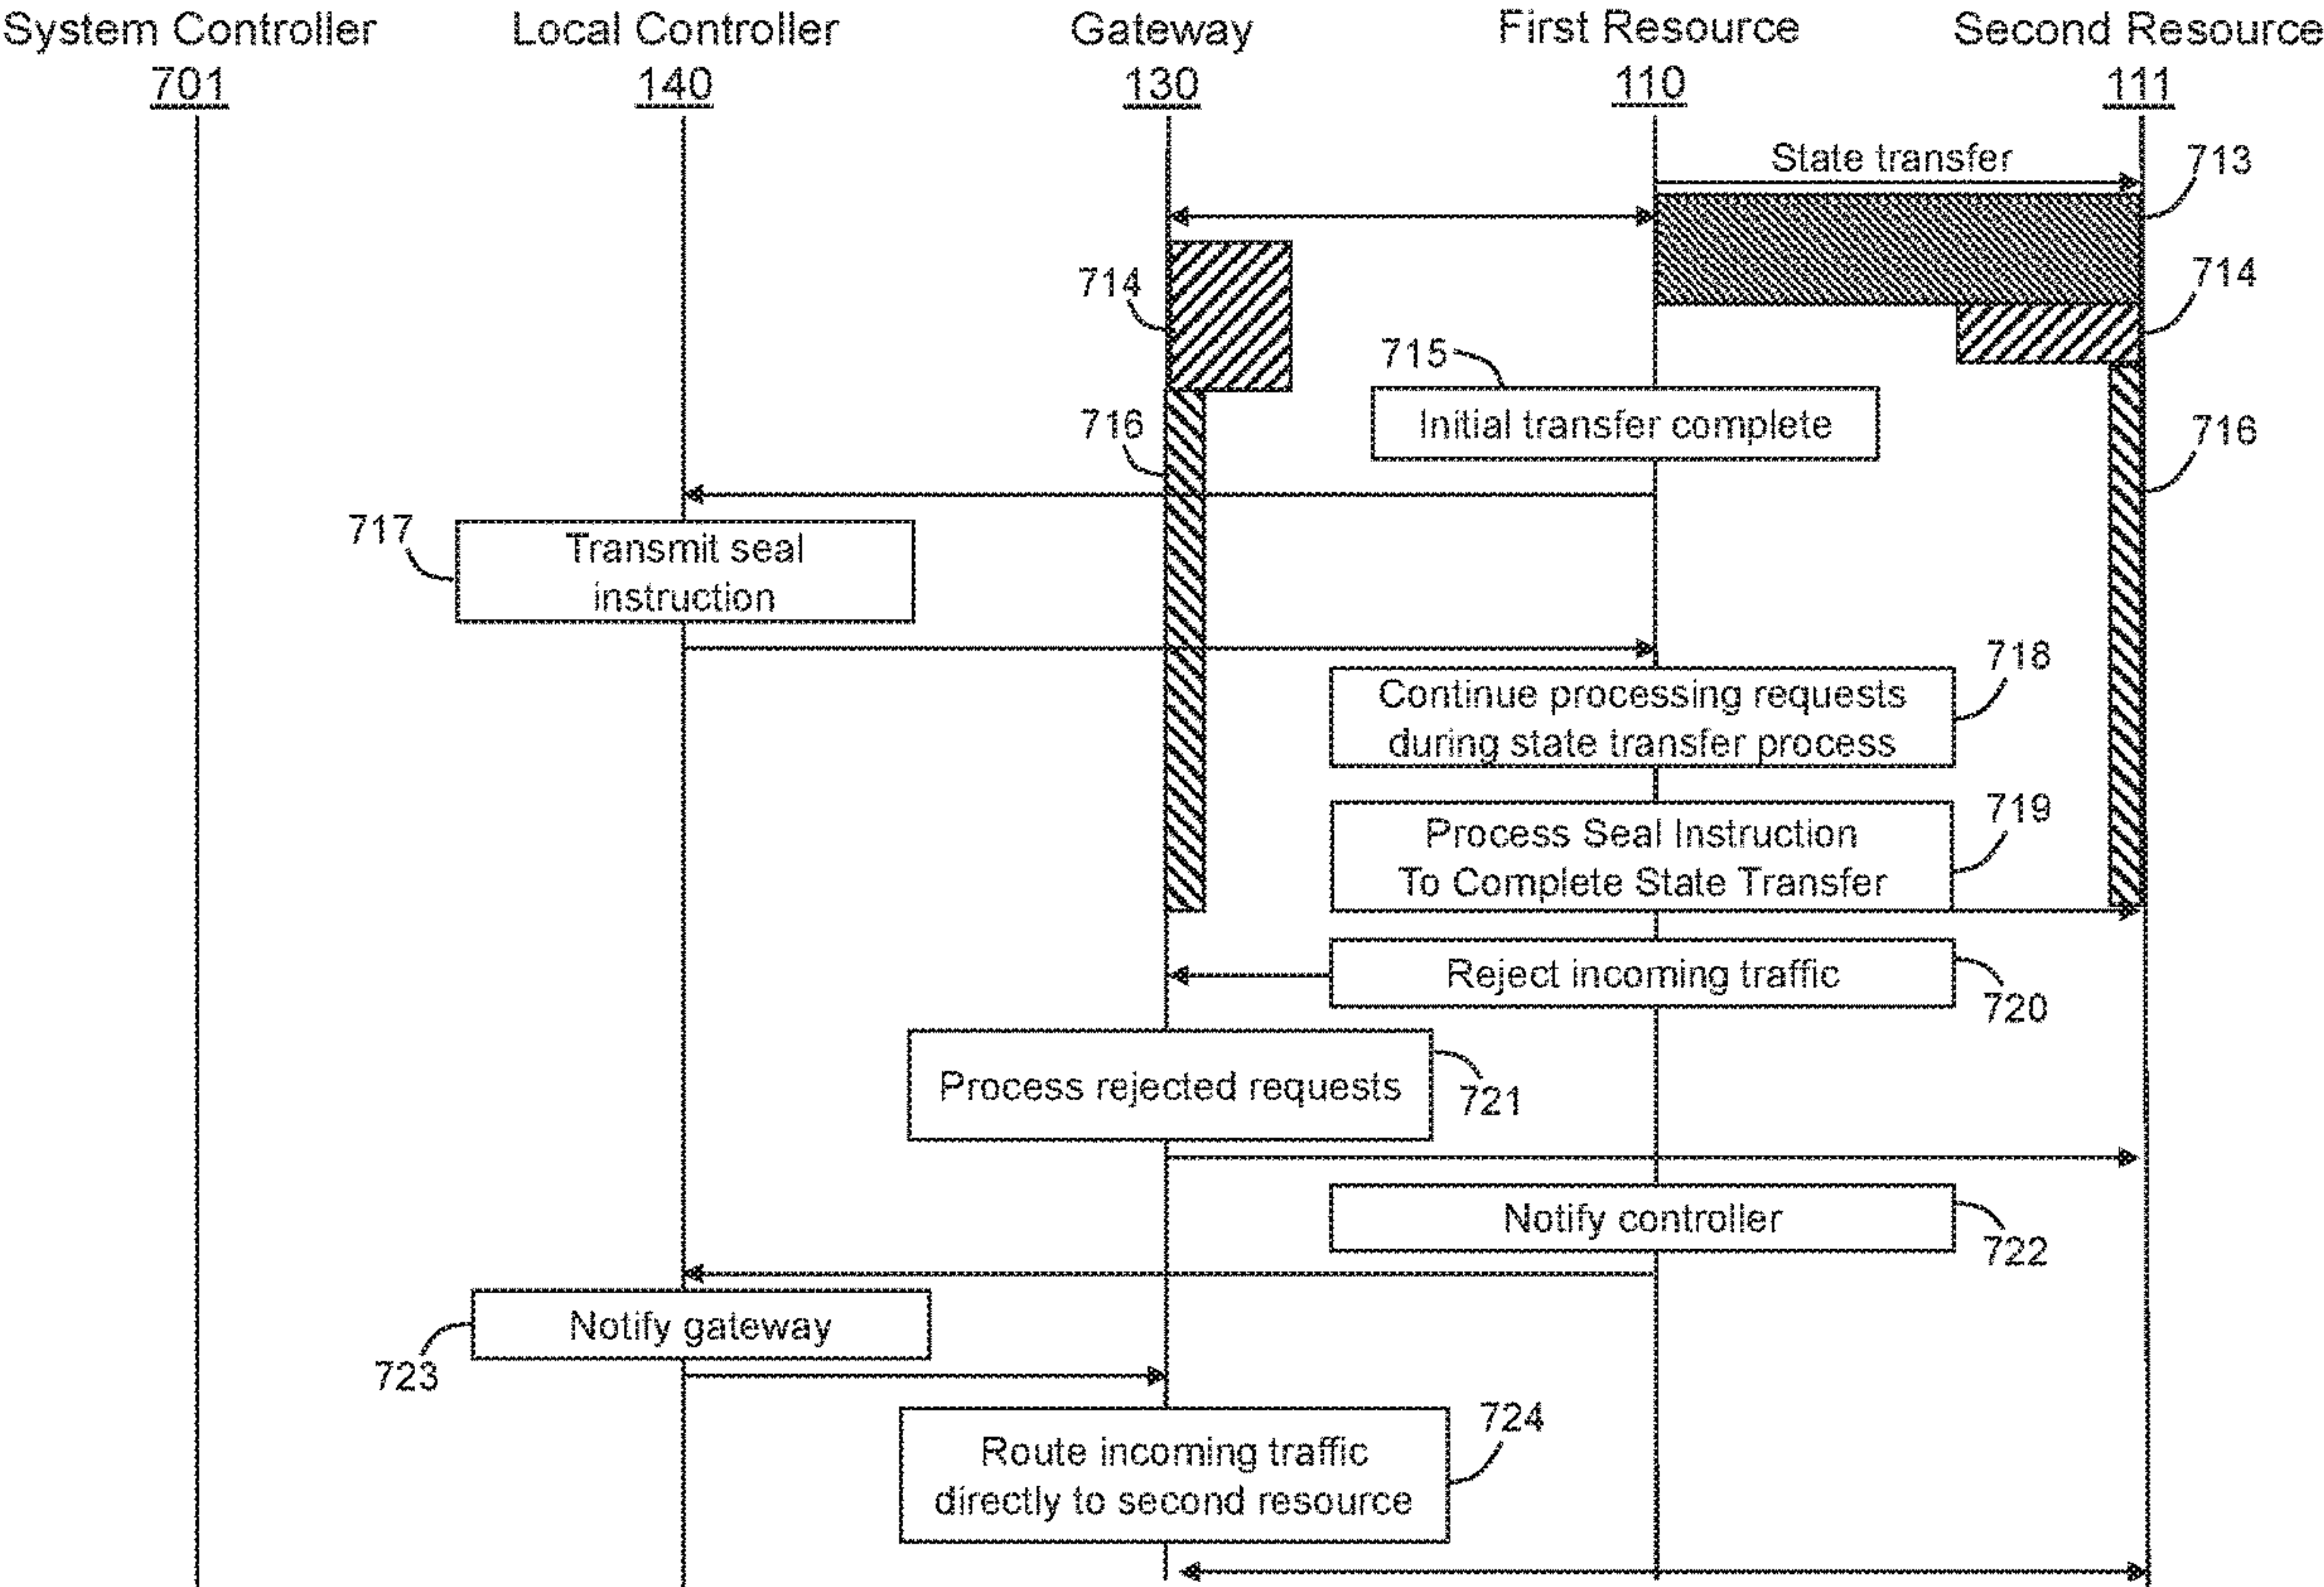 System Controller
701
Local Controller
140
Gateway
130
First Resource
110
Second Resource
111
State transfer
713
714
714
715
Initial transfer complete
716
716
717
Transmit seal
instruction
718
Continue processing requests
during state transfer process
719
Process Seal Instruction
To Complete State Transfer
Reject incoming traffic
720
Process rejected requests
721
Notify controller
722
Notify gateway
723
724
Route incoming traffic
directly to second resource